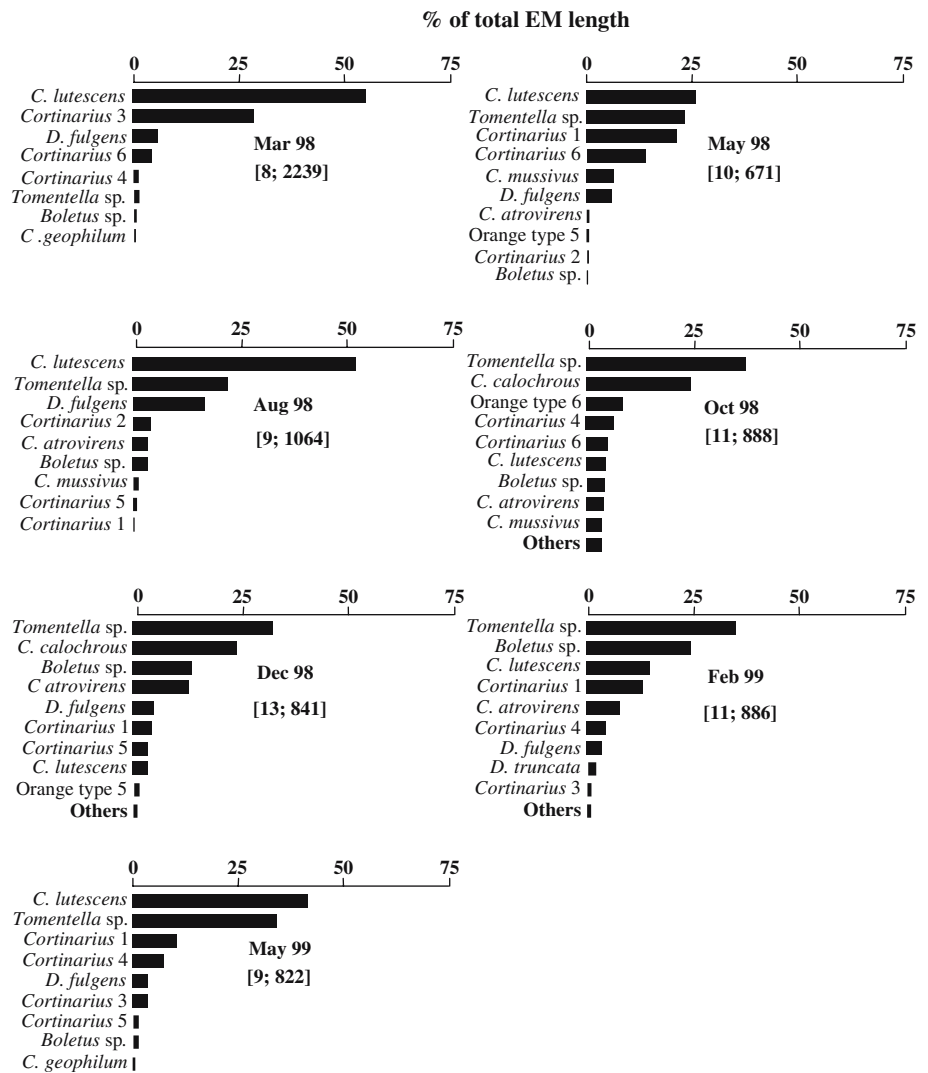 % of total EM length
0 25 50 75
C. lutescens
Cortinarius 3
D. fulgens
Cortinarius 6
Cortinarius 4
Tomentella sp.
Boletus sp.
C .geophilum
Mar 98
[8; 2239]
0 25 50 75
C. lutescens
Tomentella sp.
Cortinarius 1
Cortinarius 6
C. mussivus
D. fulgens
C. atrovirens
Orange type 5
Cortinarius 2
Boletus sp.
May 98
[10; 671]
0 25 50 75
C. lutescens
Tomentella sp.
D. fulgens
Cortinarius 2
C. atrovirens
Boletus sp.
C. mussivus
Cortinarius 5
Cortinarius 1
Aug 98
[9; 1064]
0 25 50 75
Tomentella sp.
C. calochrous
Orange type 6
Cortinarius 4
Cortinarius 6
C. lutescens
Boletus sp.
C. atrovirens
C. mussivus
Others
Oct 98
[11; 888]
0 25 50 75
Tomentella sp.
C. calochrous
Boletus sp.
C atrovirens
D. fulgens
Cortinarius 1
Cortinarius 5
C. lutescens
Orange type 5
Others
Dec 98
[13; 841]
0 25 50 75
Tomentella sp.
Boletus sp.
C. lutescens
Cortinarius 1
C. atrovirens
Cortinarius 4
D. fulgens
D. truncata
Cortinarius 3
Others
Feb 99
[11; 886]
0 25 50 75
C. lutescens
Tomentella sp.
Cortinarius 1
Cortinarius 4
D. fulgens
Cortinarius 3
Cortinarius 5
Boletus sp.
C. geophilum
May 99
[9; 822]